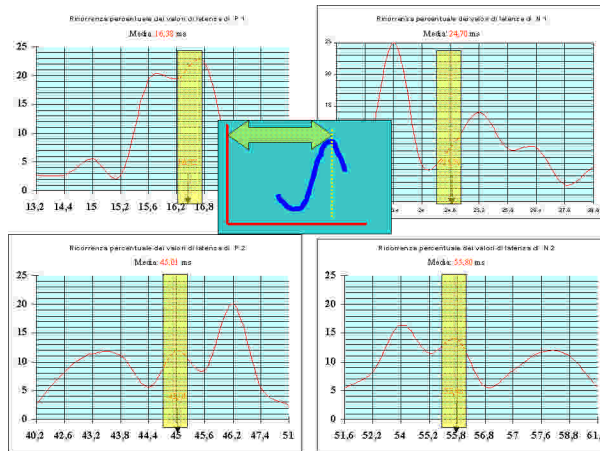 Ricorrenza percentuale dei valori di latenza di P 1
Media: 16,38 ms
25
20
15
10
5
0
13,2 14,4 15 15,2 15,6 16,2 16,8
Ricorrenza percentuale dei valori di latenza di N 1
Media: 24,70 ms
25
20
15
24 24,6 25,2
Ricorrenza percentuale dei valori di latenza di P 2
Media: 45,01 ms
25
20
15
10
5
0
40,2 42,6 43,2 43,8 44,4 45 45,6 46,2 47,4 51
Ricorrenza percentuale dei valori di latenza di N 2
Media: 55,80 ms
25
20
15
10
5
0
51,6 52,2 54 55,2 55,8 56,8 57 57,6 58,8 61,